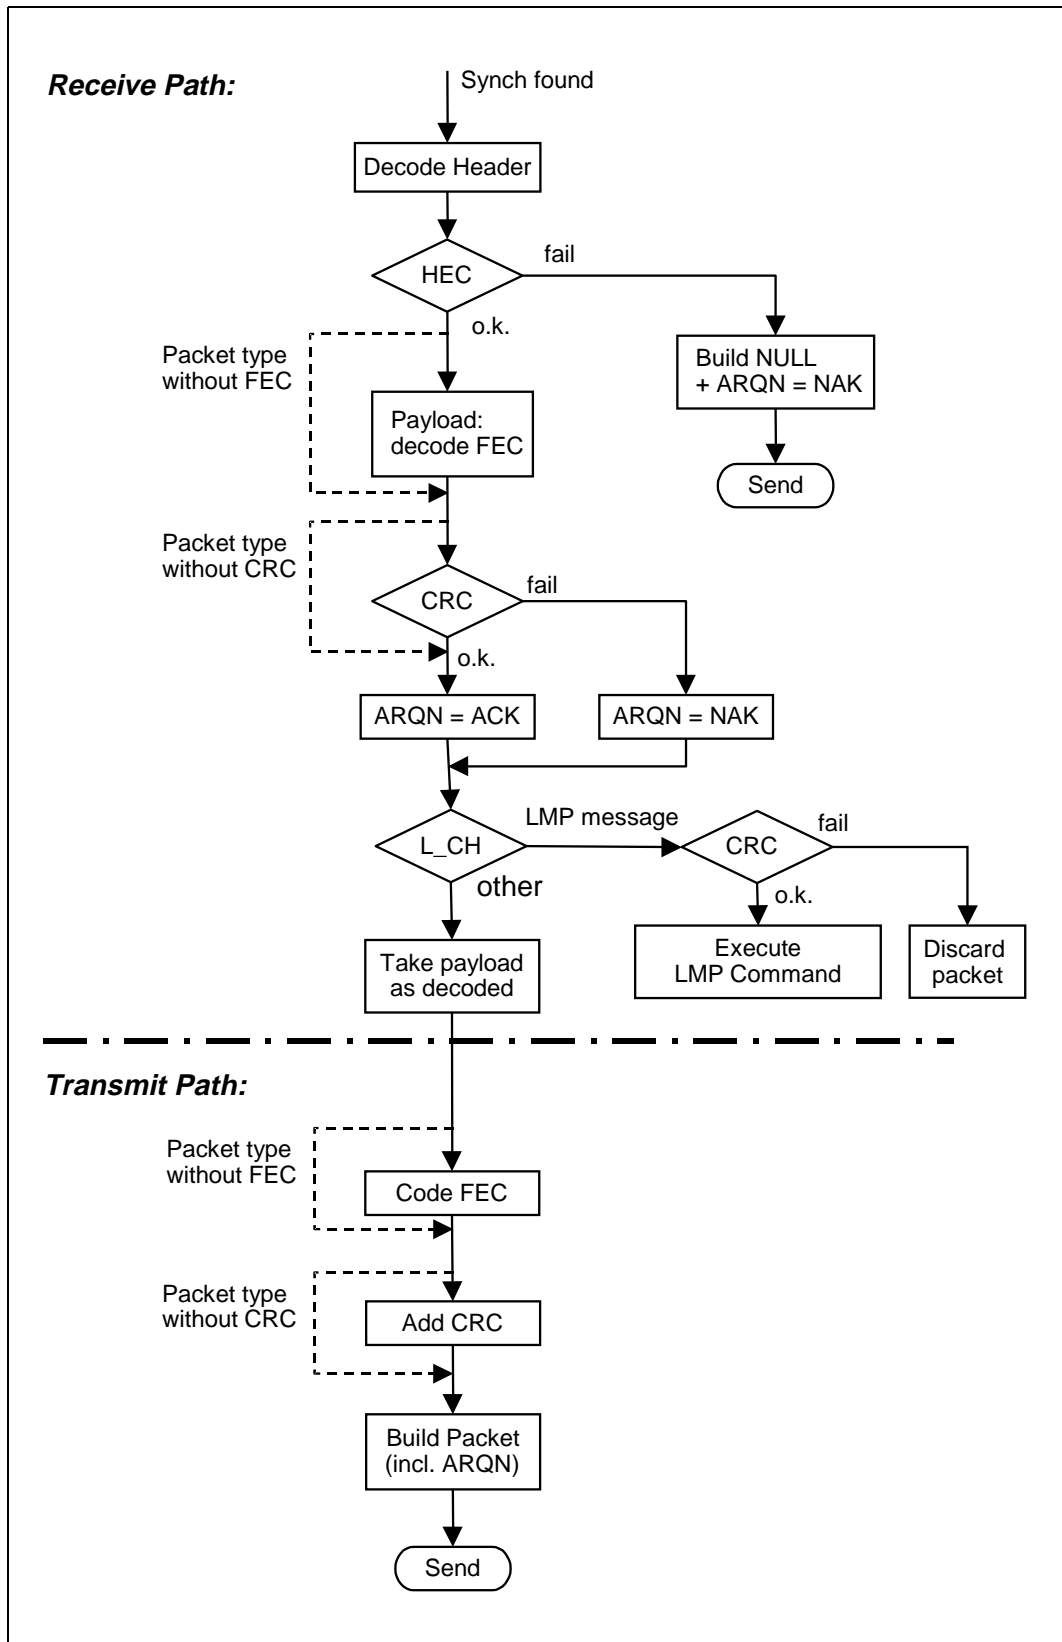 Receive Path:
Synch found
Decode Header
HEC
fail
o.k.
Packet type
without FEC
Build NULL
+ ARQN = NAK
Payload:
decode FEC
Send
Packet type
without CRC
CRC
fail
o.k.
ARQN = ACK
ARQN = NAK
L_CH
LMP message
CRC
fail
other
o.k.
Take payload
as decoded
Execute
LMP Command
Discard
packet
Transmit Path:
Packet type
without FEC
Code FEC
Packet type
without CRC
Add CRC
Build Packet
(incl. ARQN)
Send